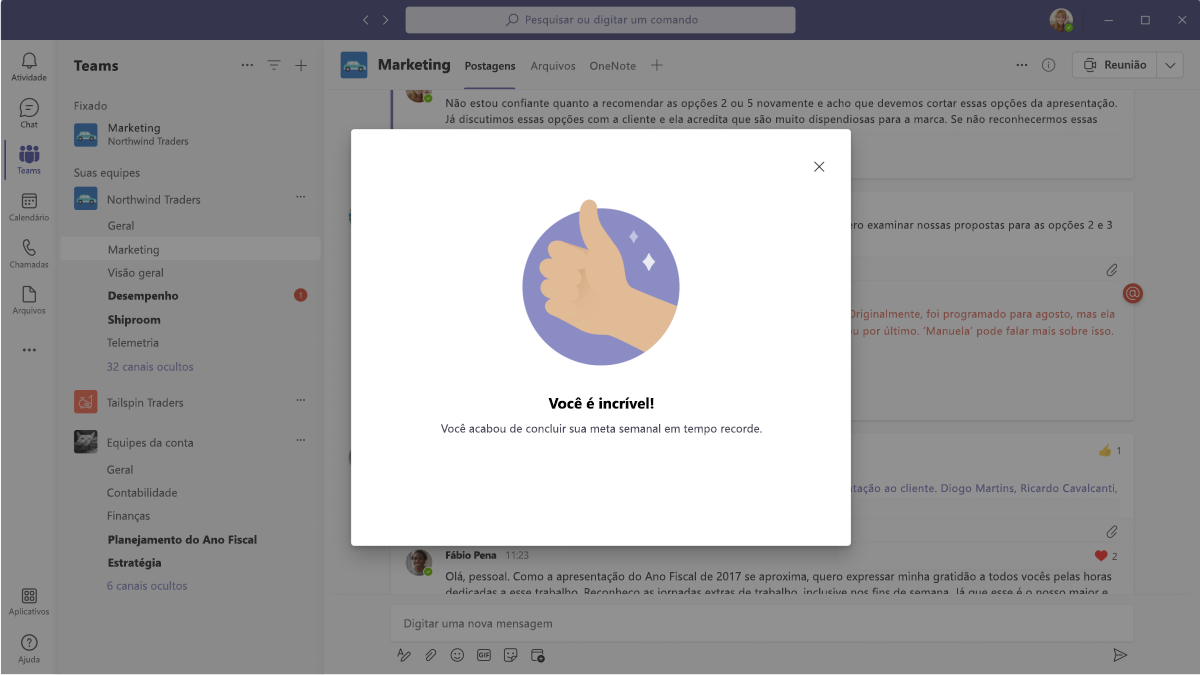 Pesquisar ou digitar um comando
Atividade
Chat
Teams
Calendário
Chamadas
Arquivos
Aplicativos
Ajuda
Teams
Fixado
Marketing
Northwind Traders
Suas equipes
Northwind Traders
Geral
Marketing
Visão geral
Desempenho
1
Shiproom
Telemetria
32 canais ocultos
Tailspin Traders
Equipes da conta
Geral
Contabilidade
Finanças
Planejamento do Ano Fiscal
Estratégia
6 canais ocultos
Marketing Postagens Arquivos OneNote
Reunião
Não estou confiante quanto a recomendar as opções 2 ou 5 novamente e acho que devemos cortar essas opções da apresentação.
Já discutimos essas opções com a cliente e ela acredita que são muito dispendiosas para a marca. Se não reconhecermos essas
ero examinar nossas propostas para as opções 2 e 3
@
Originalmente, foi programado para agosto, mas ela
ou por último. ‘Manuela’ pode falar mais sobre isso.
1
tação ao cliente. Diogo Martins, Ricardo Cavalcanti,
Você é incrível!
Você acabou de concluir sua meta semanal em tempo recorde.
Fábio Pena 11:23
2
Olá, pessoal. Como a apresentação do Ano Fiscal de 2017 se aproxima, quero expressar minha gratidão a todos vocês pelas horas
dedicadas a esse trabalho. Reconheço as jornadas extras de trabalho, inclusive nos fins de semana. Já que esse é o nosso maior e
Digitar uma nova mensagem
GIF